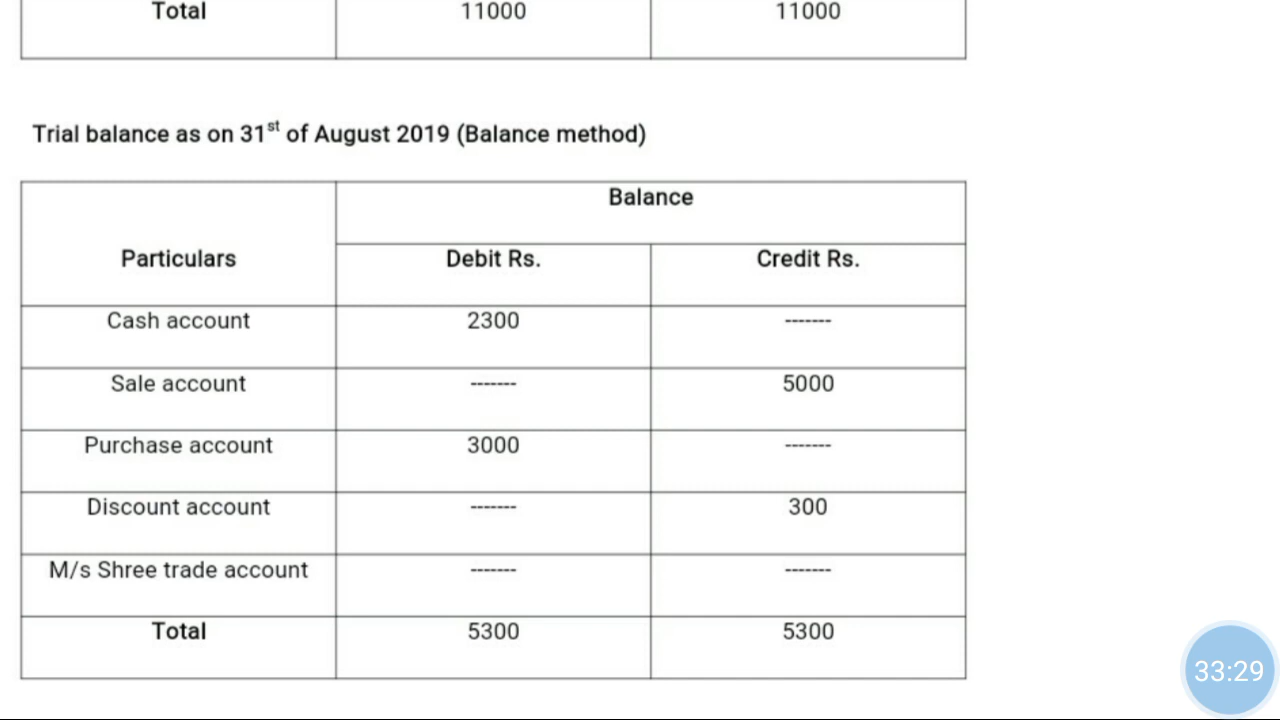 Total 11000 11000
Trial balance as on 31st of August 2019 (Balance method)
Balance
Particulars Debit Rs. Credit Rs.
Cash account 2300 -------
Sale account ------- 5000
Purchase account 3000 -------
Discount account ------- 300
M/s Shree trade account ------- -------
Total 5300 5300
33:29